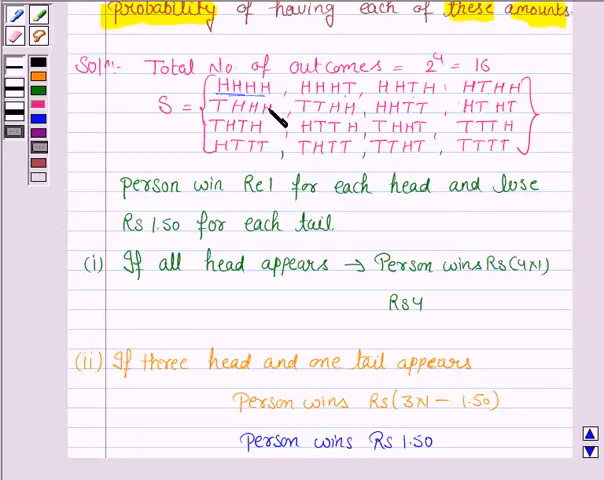 probability of having each of these amounts.
Solⁿ:- Total No of outcomes = 2⁴ = 16
S = { HHHH, HHHT, HHTH, HTHH
THHH, TTHH, HHTT, HTHT
THTH, HTTH, THHT, TTTH
HTTT, THTT, TTHT, TTTT }
Person win Re1 for each head and lose
Rs 1.50 for each tail.
(i) If all head appears → Person wins Rs(4×1)
Rs4
(ii) If three head and one tail appears
Person wins Rs(3×1 - 1.50)
Person wins Rs 1.50